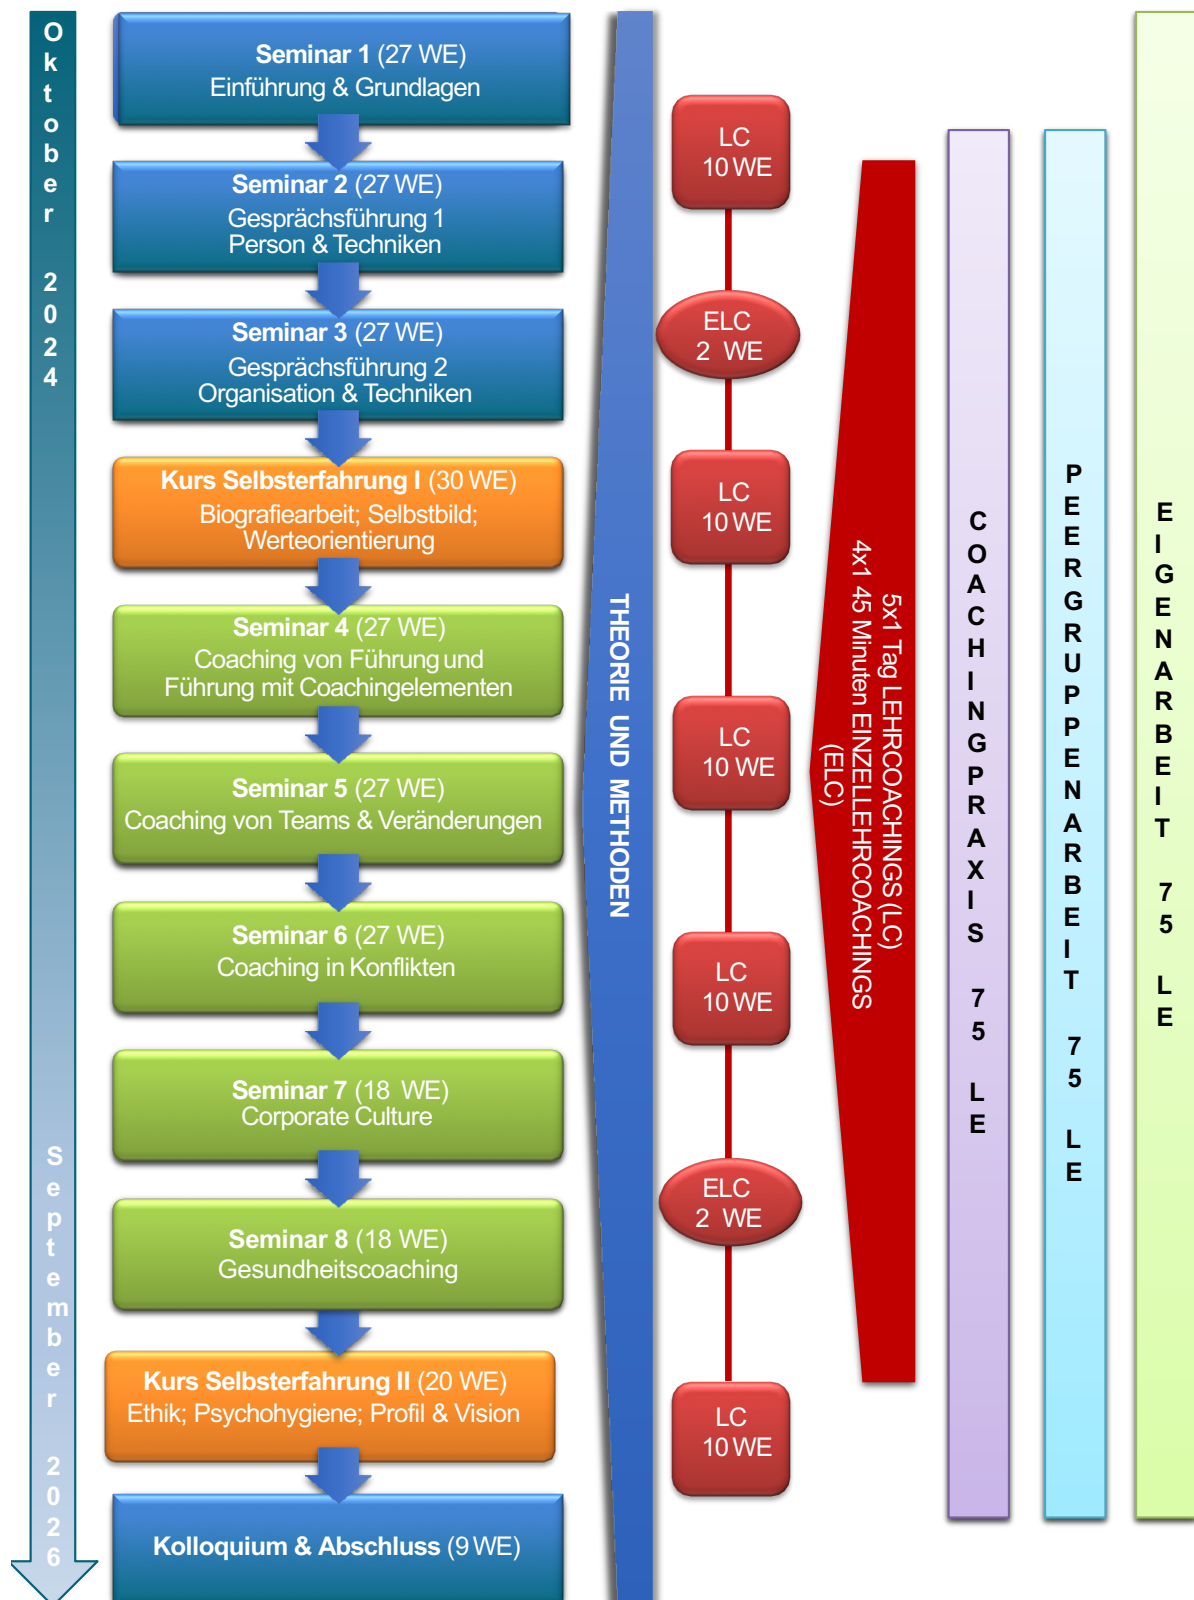 Oktober 2024
September 2026
Seminar 1 (27 WE)
Einführung & Grundlagen
Seminar 2 (27 WE)
Gesprächsführung 1
Person & Techniken
Seminar 3 (27 WE)
Gesprächsführung 2
Organisation & Techniken
Kurs Selbsterfahrung I (30 WE)
Biografiearbeit; Selbstbild;
Werteorientierung
Seminar 4 (27 WE)
Coaching von Führung und
Führung mit Coachingelementen
Seminar 5 (27 WE)
Coaching von Teams & Veränderungen
Seminar 6 (27 WE)
Coaching in Konflikten
Seminar 7 (18 WE)
Corporate Culture
Seminar 8 (18 WE)
Gesundheitscoaching
Kurs Selbsterfahrung II (20 WE)
Ethik; Psychohygiene; Profil & Vision
Kolloquium & Abschluss (9 WE)
THEORIE UND METHODEN
LC
10 WE
ELC
2 WE
LC
10 WE
LC
10 WE
LC
10 WE
ELC
2 WE
LC
10 WE
5x1 Tag LEHRCOACHINGS (LC)
4x1 45 Minuten EINZELLEHRCOACHINGS
(ELC)
COACHINGPRAXIS 75 LE
PEERGRUPPENARBEIT 75 LE
EIGENARBEIT 75 LE